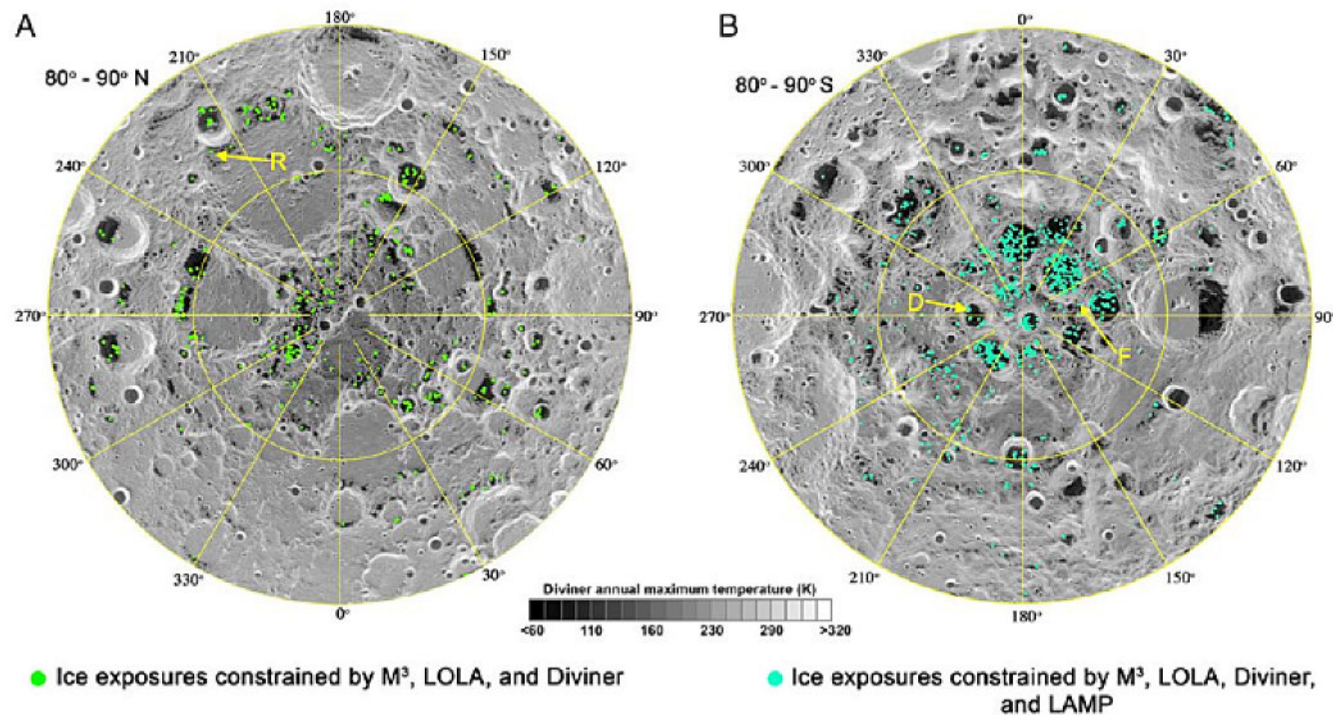 A
80° - 90° N
180°
150°
120°
90°
60°
30°
0°
330°
300°
270°
240°
210°
R
B
80° - 90° S
0°
30°
60°
90°
120°
150°
180°
210°
240°
270°
300°
330°
D
F
Diviner annual maximum temperature (K)
<60 110 160 230 290 >320
Ice exposures constrained by M³, LOLA, and Diviner
Ice exposures constrained by M³, LOLA, Diviner,
and LAMP